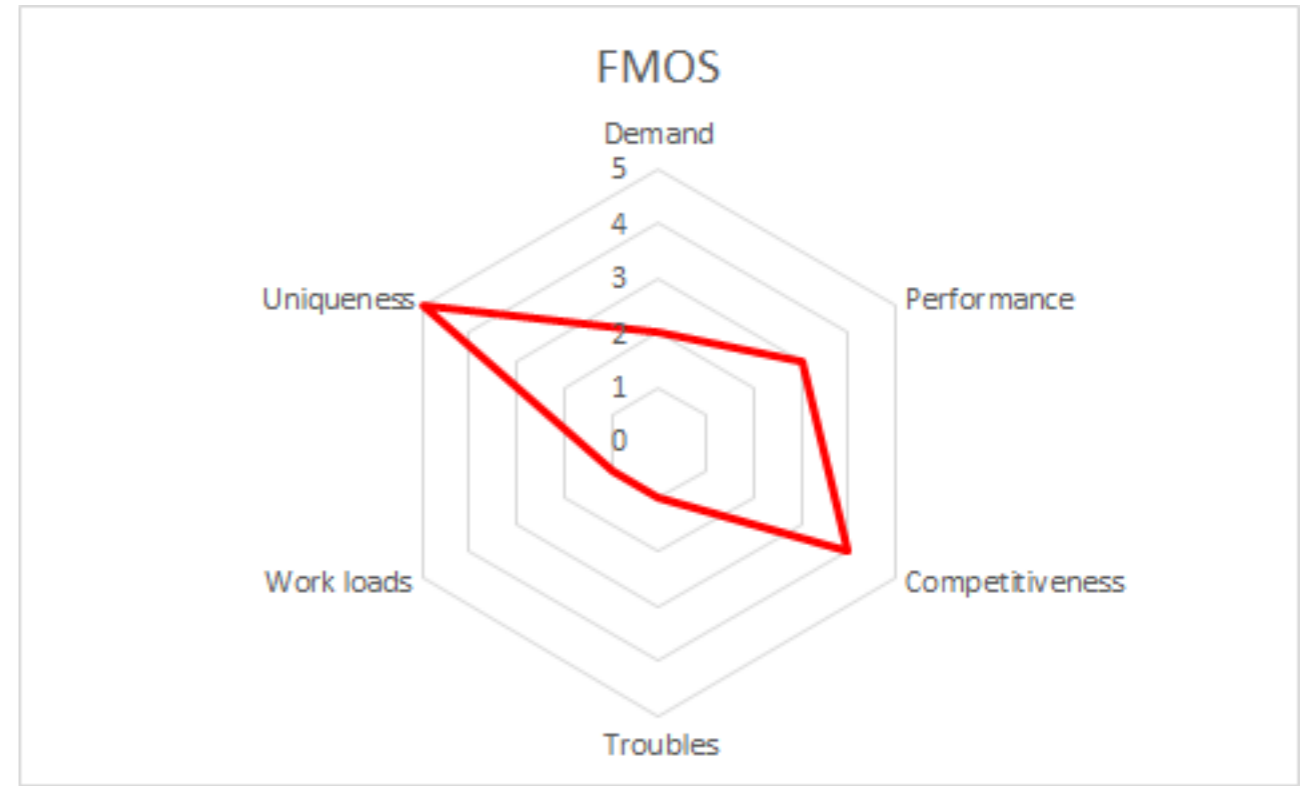 FMOS
Demand
5
4
3
2
1
0
Uniqueness
Performance
Work loads
Competitiveness
Troubles